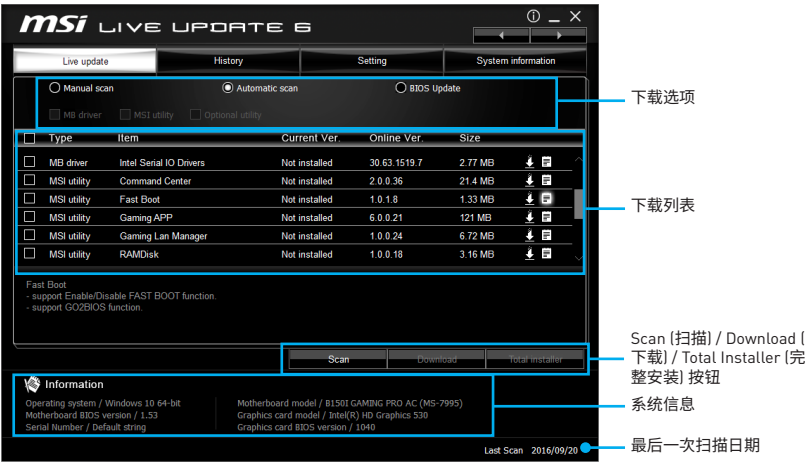 msi LIVE UPDATE 6
Live update History Setting System information
Manual scan Automatic scan BIOS Update
MB driver MSI utility Optional utility
下载选项
Type Item Current Ver. Online Ver. Size
MB driver Intel Serial IO Drivers Not installed 30.63.1519.7 2.77 MB
MSI utility Command Center Not installed 2.0.0.36 21.4 MB
MSI utility Fast Boot Not installed 1.0.1.8 1.33 MB
下载列表
MSI utility Gaming APP Not installed 6.0.0.21 121 MB
MSI utility Gaming Lan Manager Not installed 1.0.0.24 6.72 MB
MSI utility RAMDisk Not installed 1.0.0.18 3.16 MB
Fast Boot
- support Enable/Disable FAST BOOT function.
- support GO2BIOS function.
Scan Download Total Installer
Scan (扫描) / Download (
下载) / Total Installer (完
整安装) 按钮
Information
Operating system / Windows 10 64-bit
Motherboard BIOS version / 1.53
Serial Number / Default string
Motherboard model / B150I GAMING PRO AC (MS-7995)
Graphics card model / Intel(R) HD Graphics 530
Graphics card BIOS version / 1040
系统信息
Last Scan 2016/09/20
最后一次扫描日期